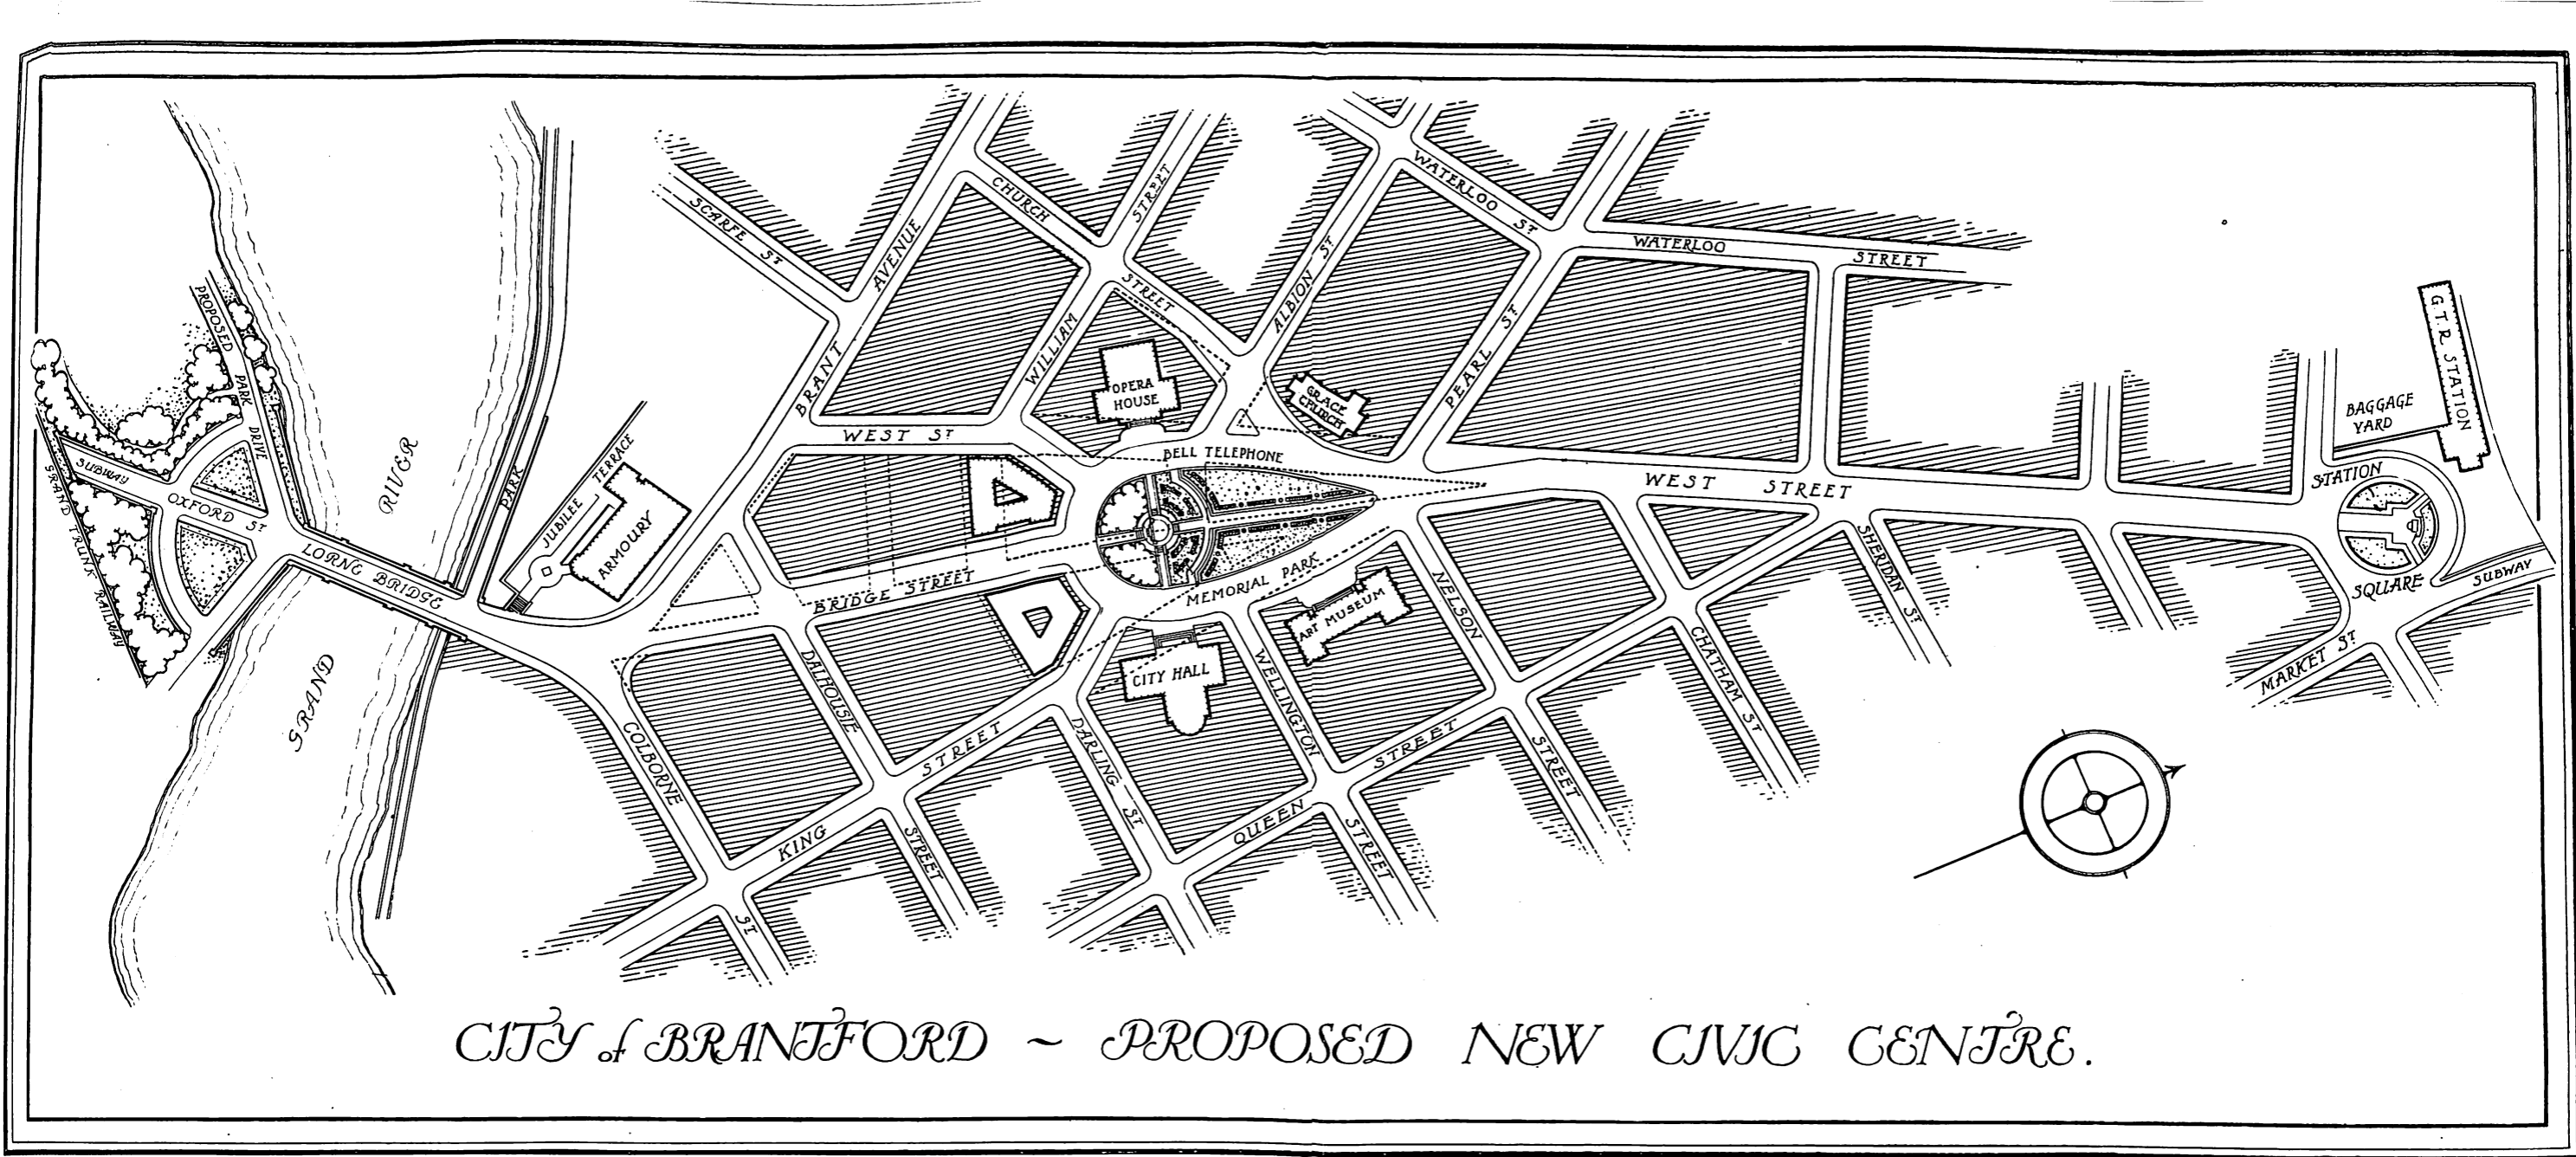 CHURCH
STREET
STREET
WATERLOO ST
WATERLOO
STREET
SCARFE ST
BRANT AVENUE
WILLIAM
ALBION ST
PEARL ST
G.T.R. STATION
PROPOSED PARK DRIVE
OPERA
HOUSE
GRACE
CHURCH
BAGGAGE
YARD
WEST ST
BELL TELEPHONE
MEMORIAL PARK
WEST STREET
STATION
SQUARE
SUBWAY
SUBWAY
OXFORD ST
GRAND TRUNK RAILWAY
GRAND RIVER
PARK
JUBILEE TERRACE
ARMOURY
LORNE BRIDGE
BRIDGE STREET
ART MUSEUM
NELSON
STREET
SHERIDAN ST
CHATHAM ST
MARKET ST
CITY HALL
WELLINGTON
STREET
DALHOUSIE
STREET
COLBORNE
ST
KING STREET
DARLING ST
QUEEN STREET
CITY of BRANTFORD ~ PROPOSED NEW CIVIC CENTRE.